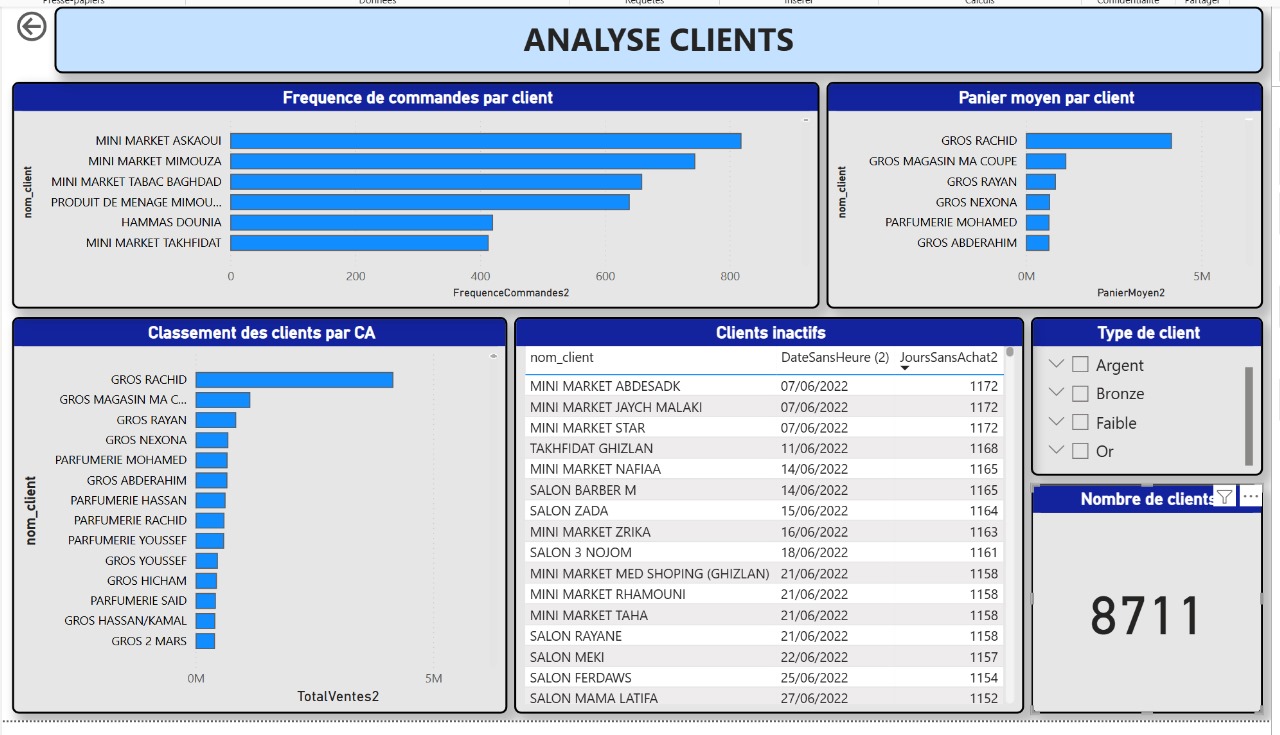 Presse-papiers Données Requêtes Insérer Calculs Confidentialité Partager
ANALYSE CLIENTS
Frequence de commandes par client
nom_client
MINI MARKET ASKAOUI
MINI MARKET MIMOUZA
MINI MARKET TABAC BAGHDAD
PRODUIT DE MENAGE MIMOU...
HAMMAS DOUNIA
MINI MARKET TAKHFIDAT
0 200 400 600 800
FrequenceCommandes2
Panier moyen par client
nom_client
GROS RACHID
GROS MAGASIN MA COUPE
GROS RAYAN
GROS NEXONA
PARFUMERIE MOHAMED
GROS ABDERAHIM
0M 5M
PanierMoyen2
Classement des clients par CA
nom_client
GROS RACHID
GROS MAGASIN MA C...
GROS RAYAN
GROS NEXONA
PARFUMERIE MOHAMED
GROS ABDERAHIM
PARFUMERIE HASSAN
PARFUMERIE RACHID
PARFUMERIE YOUSSEF
GROS YOUSSEF
GROS HICHAM
PARFUMERIE SAID
GROS HASSAN/KAMAL
GROS 2 MARS
0M 5M
TotalVentes2
Clients inactifs
nom_client DateSansHeure (2) JoursSansAchat2
MINI MARKET ABDESADK 07/06/2022 1172
MINI MARKET JAYCH MALAKI 07/06/2022 1172
MINI MARKET STAR 07/06/2022 1172
TAKHFIDAT GHIZLAN 11/06/2022 1168
MINI MARKET NAFIAA 14/06/2022 1165
SALON BARBER M 14/06/2022 1165
SALON ZADA 15/06/2022 1164
MINI MARKET ZRIKA 16/06/2022 1163
SALON 3 NOJOM 18/06/2022 1161
MINI MARKET MED SHOPING (GHIZLAN) 21/06/2022 1158
MINI MARKET RHAMOUNI 21/06/2022 1158
MINI MARKET TAHA 21/06/2022 1158
SALON RAYANE 21/06/2022 1158
SALON MEKI 22/06/2022 1157
SALON FERDAWS 25/06/2022 1154
SALON MAMA LATIFA 27/06/2022 1152
Type de client
Argent
Bronze
Faible
Or
Nombre de clients
8711